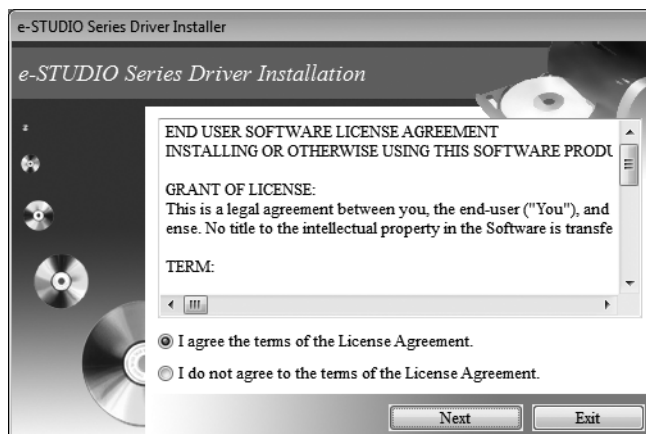 e-STUDIO Series Driver Installer
e-STUDIO Series Driver Installation
END USER SOFTWARE LICENSE AGREEMENT
INSTALLING OR OTHERWISE USING THIS SOFTWARE PRODU
GRANT OF LICENSE:
This is a legal agreement between you, the end-user ("You"), and
ense. No title to the intellectual property in the Software is transfe
TERM:
I agree the terms of the License Agreement.
I do not agree to the terms of the License Agreement.
Next
Exit